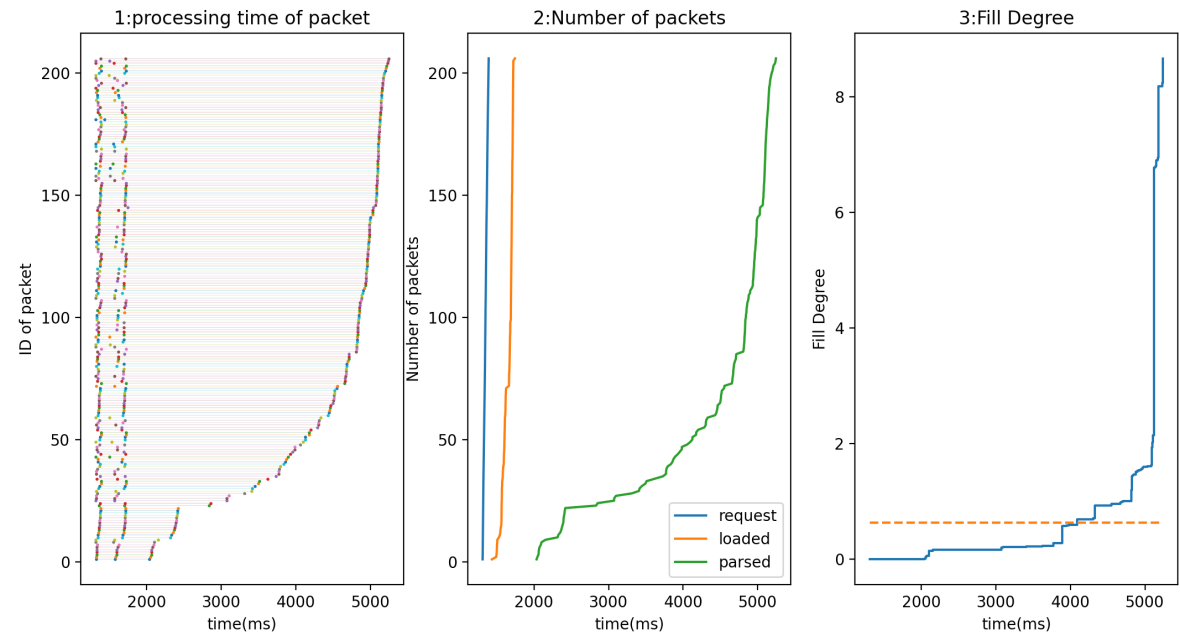 1:processing time of packet
ID of packet
200
150
100
50
0
2000 3000 4000 5000
time(ms)
2:Number of packets
Number of packets
200
150
100
50
0
request
loaded
parsed
2000 3000 4000 5000
time(ms)
3:Fill Degree
Fill Degree
8
6
4
2
0
2000 3000 4000 5000
time(ms)